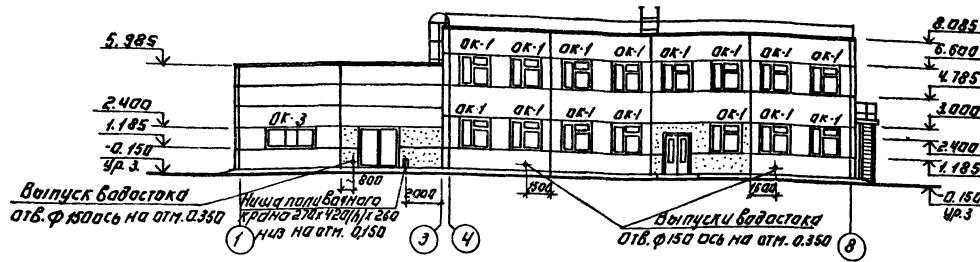 5.985
2.400
1.185
-0.150
ур.з.
ок-1 ок-1 ок-1 ок-1 ок-1 ок-1 ок-1 ок-1
ок-1 ок-1 ок-1 ок-1 ок-1 ок-1 ок-1
ок-3
8.085
6.600
4.785
3.000
2.400
1.185
-0.150
ур.з
800
2000
1500
1500
Выпуск водостока
отв. ф 150 ось на отм. 0.350
Ниша поливочного
крана 270х420(h)х260
низ на отм. 0,150
Выпуски водостока
Отв. ф 150 ось на отм. 0.350
1
3
4
8